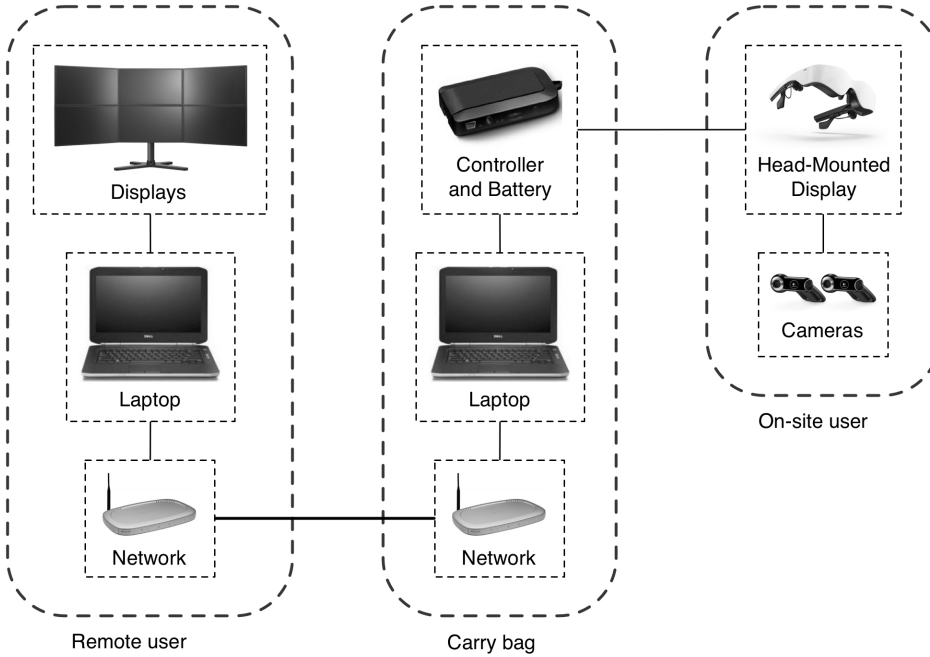 Displays
Laptop
Network
Remote user
Controller
and Battery
Laptop
Network
Carry bag
Head-Mounted
Display
Cameras
On-site user